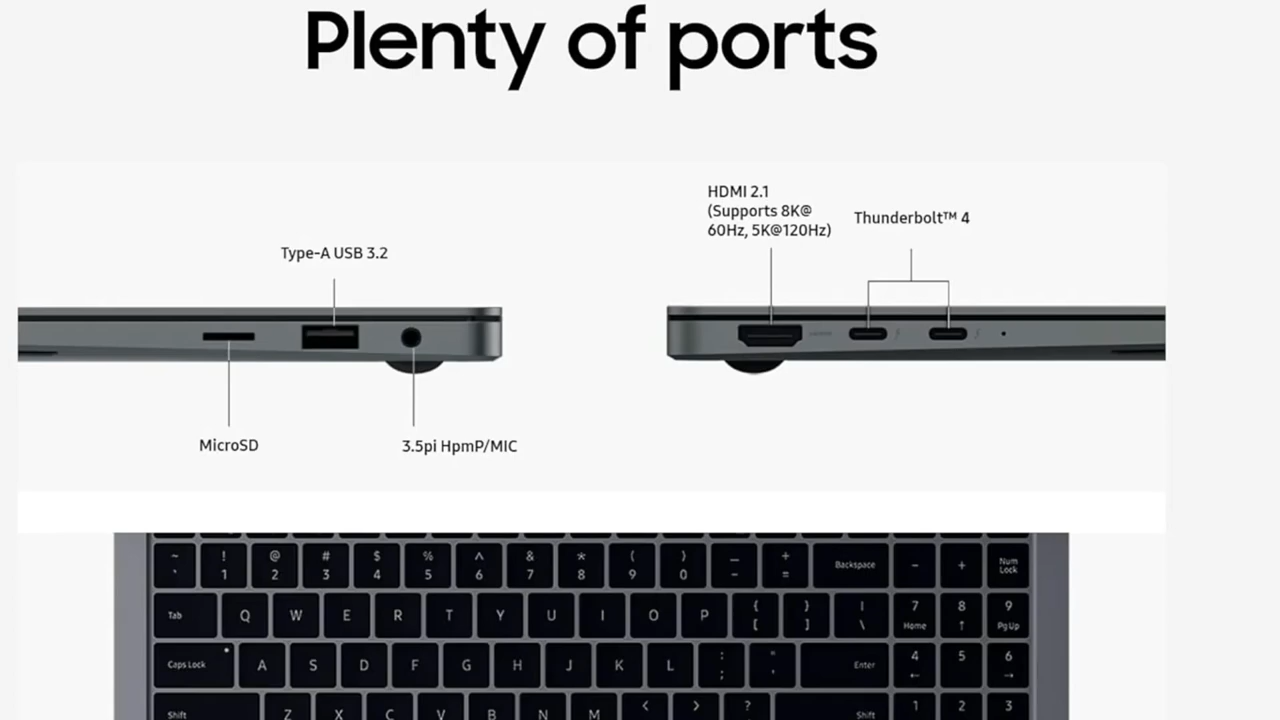 Plenty of ports
HDMI 2.1
(Supports 8K@
60Hz, 5K@120Hz)
Thunderbolt™ 4
Type-A USB 3.2
MicroSD
3.5pi HpmP/MIC
~ ! @ # $ % ^ & * ( ) — +
` 1 2 3 4 5 6 7 8 9 0 - = Backspace - + Num
Lock
Tab Q W E R T Y U I O P { } | 7 8 9
[ ] \ Home ↑ PgUp
Caps Lock A S D F G H J K L : " Enter 4 5 6
; ' ← →
Shift Z X C V B N M < > ? Shift 1 2 3